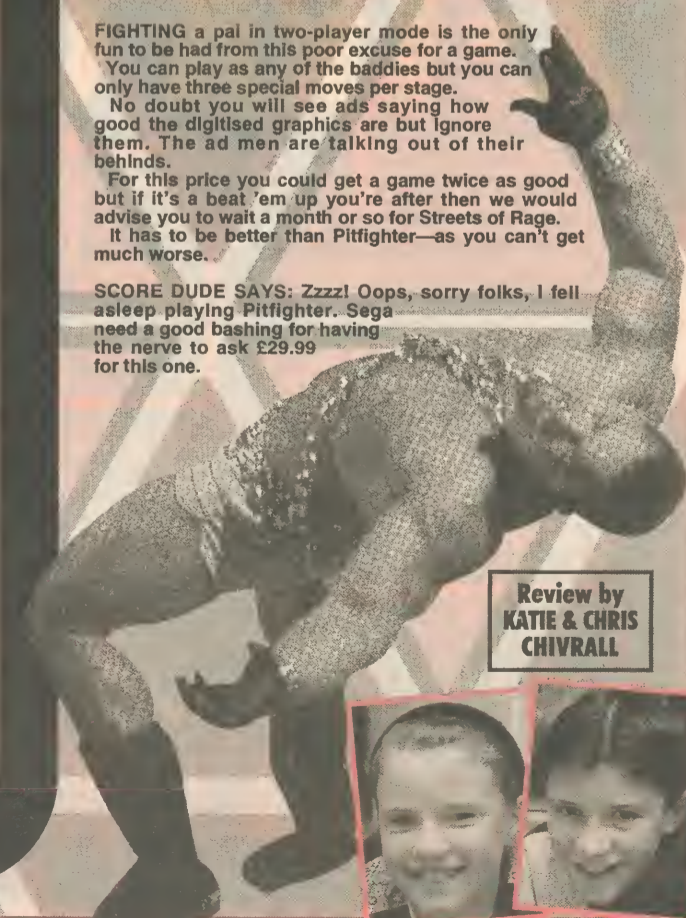 FIGHTING a pal in two-player mode is the only
fun to be had from this poor excuse for a game.
You can play as any of the baddies but you can
only have three special moves per stage.
No doubt you will see ads saying how
good the digitised graphics are but ignore
them. The ad men are talking out of their
behinds.
For this price you could get a game twice as good
but if it's a beat 'em up you're after then we would
advise you to wait a month or so for Streets of Rage.
It has to be better than Pitfighter—as you can't get
much worse.
SCORE DUDE SAYS: Zzzz! Oops, sorry folks, I fell
asleep playing Pitfighter. Sega
need a good bashing for having
the nerve to ask £29.99
for this one.
Review by
KATIE & CHRIS
CHIVRALL